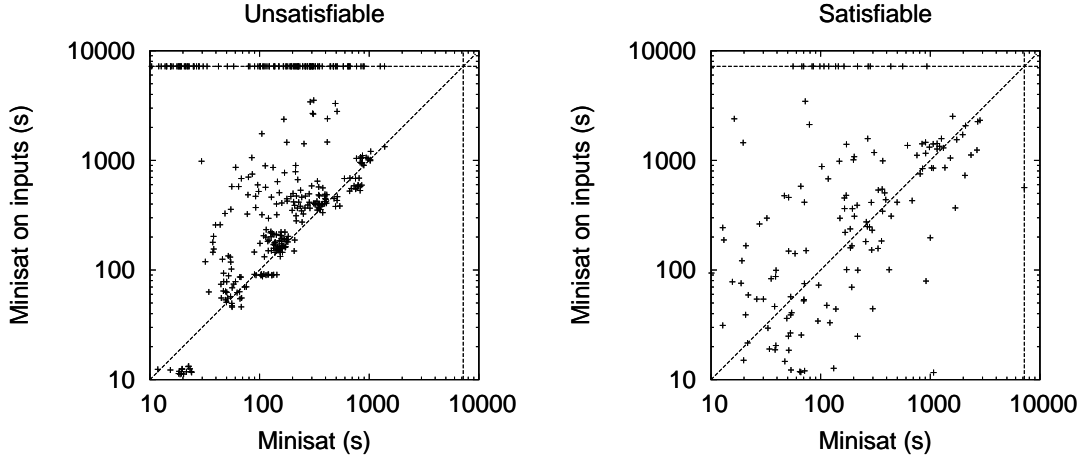 Unsatisfiable
10000
1000
100
10
10 100 1000 10000
Minisat on inputs (s)
Minisat (s)
Satisfiable
10000
1000
100
10
10 100 1000 10000
Minisat on inputs (s)
Minisat (s)